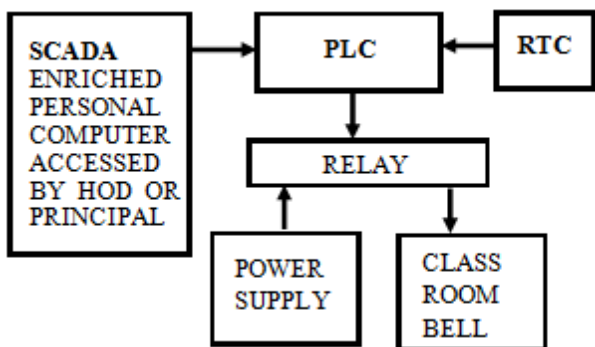 SCADA
ENRICHED
PERSONAL
COMPUTER
ACCESSED
BY HOD OR
PRINCIPAL
PLC
RTC
RELAY
POWER
SUPPLY
CLASS
ROOM
BELL